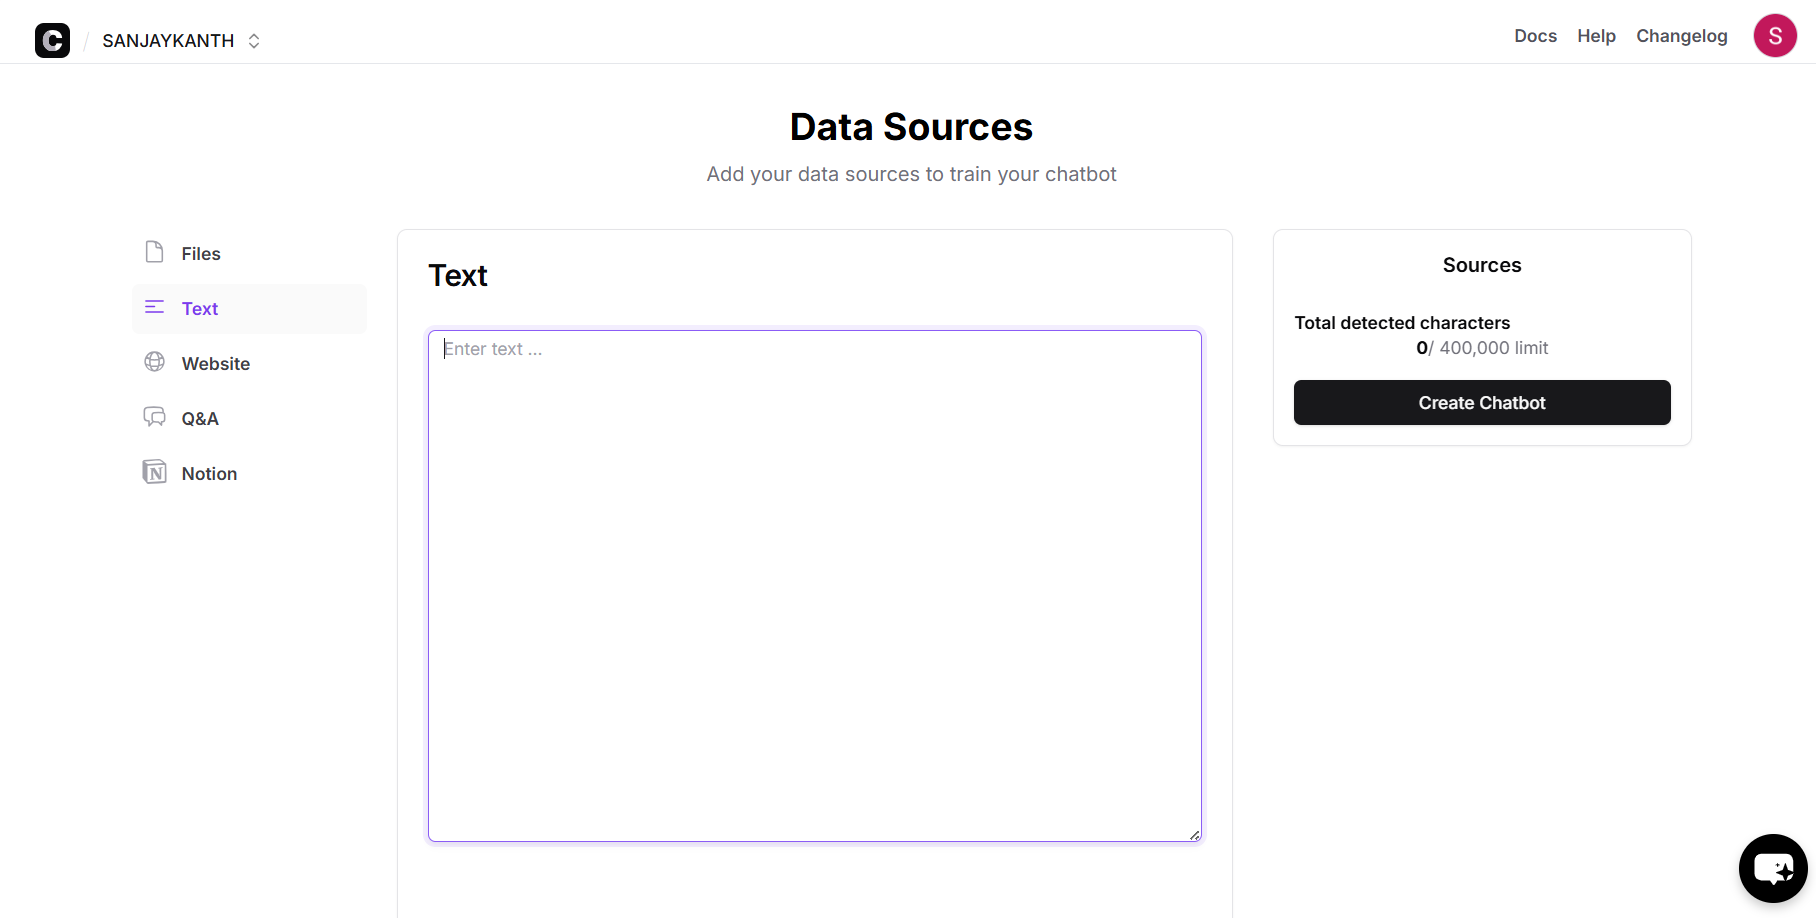 C / SANJAYKANTH
Docs Help Changelog S
Data Sources
Add your data sources to train your chatbot
Files
Text
Website
Q&A
Notion
Text
Enter text ...
Sources
Total detected characters
0/ 400,000 limit
Create Chatbot